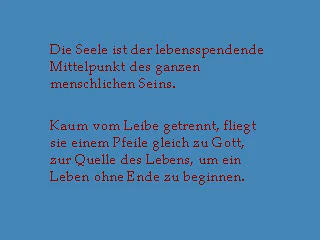 Die Seele ist der lebensspendende
Mittelpunkt des ganzen
menschlichen Seins.
Kaum vom Leibe getrennt, fliegt
sie einem Pfeile gleich zu Gott,
zur Quelle des Lebens, um ein
Leben ohne Ende zu beginnen.